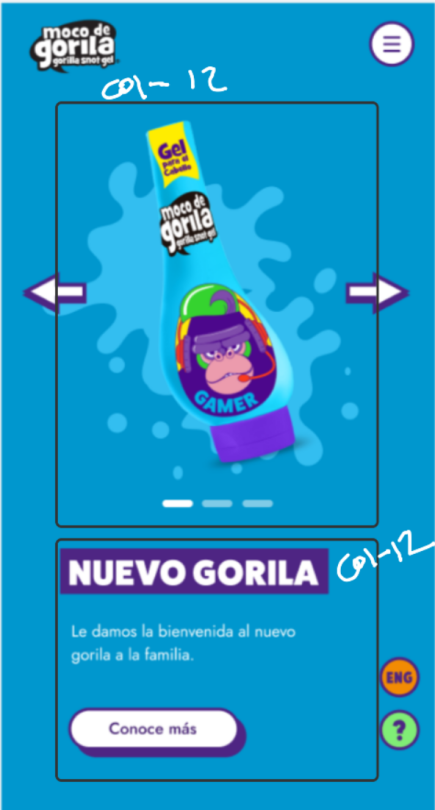 moco de
gorila
gorilla snot gel
col-12
Gel
para el
Cabello
moco de
gorila
gorilla snot gel
GAMER
NUEVO GORILA
col-12
Le damos la bienvenida al nuevo
gorila a la familia.
ENG
Conoce más
?